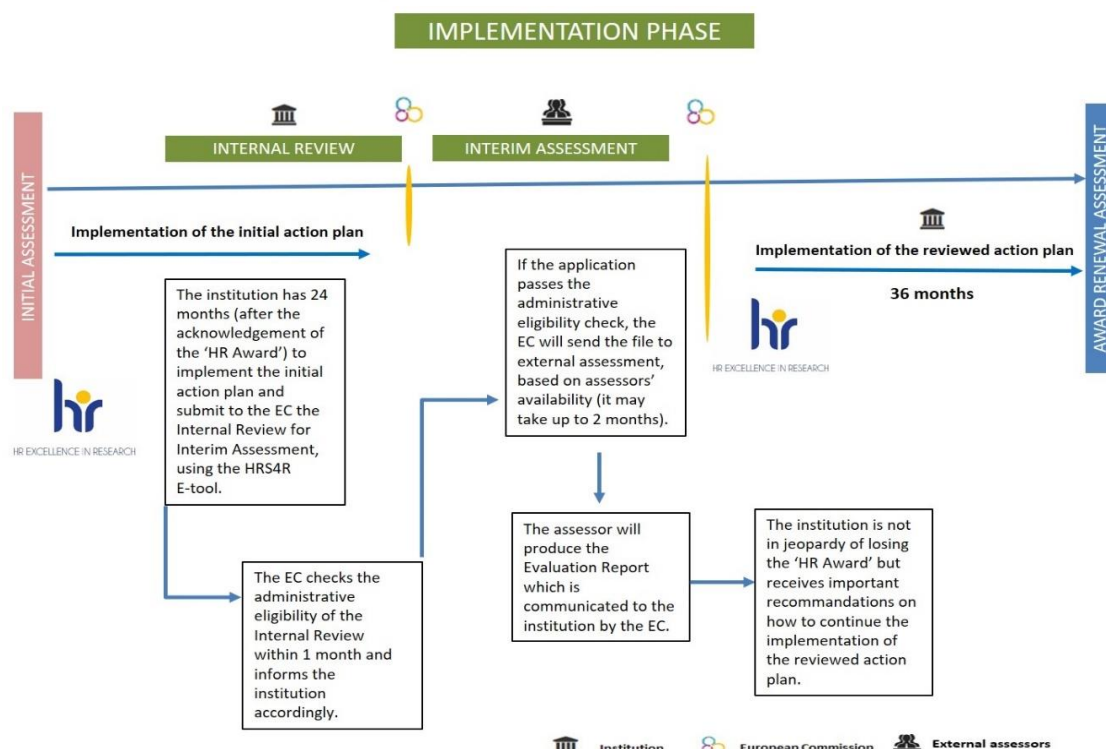 IMPLEMENTATION PHASE
INTERNAL REVIEW
INTERIM ASSESSMENT
INITIAL ASSESSMENT
Implementation of the initial action plan
The institution has 24
months (after the
acknowledgement of
the ‘HR Award’) to
implement the initial
action plan and
submit to the EC the
Internal Review for
Interim Assessment,
using the HRS4R
E-tool.
hr
HR EXCELLENCE IN RESEARCH
The EC checks the
administrative
eligibility of the
Internal Review
within 1 month and
informs the
institution
accordingly.
If the application
passes the
administrative
eligibility check, the
EC will send the file to
external assessment,
based on assessors’
availability (it may
take up to 2 months).
The assessor will
produce the
Evaluation Report
which is
communicated to the
institution by the EC.
Implementation of the reviewed action plan
36 months
hr
HR EXCELLENCE IN RESEARCH
The institution is not
in jeopardy of losing
the ‘HR Award’ but
receives important
recommandations on
how to continue the
implementation of
the reviewed action
plan.
AWARD RENEWAL ASSESSMENT
Institution
European Commission
External assessors